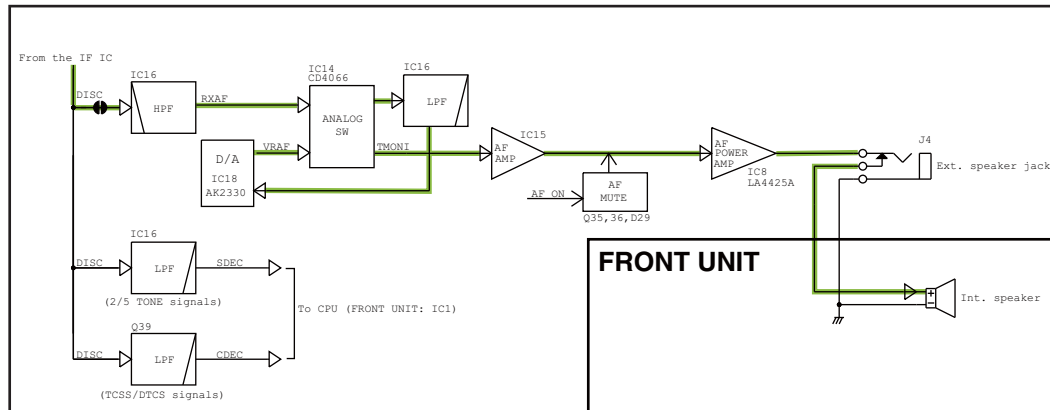 From the IF IC
DISC
IC16
HPF
RXAF
IC14
CD4066
ANALOG
SW
IC16
LPF
D/A
IC18
AK2330
VRAF
TMONI
IC15
AF
AMP
AF ON
AF
MUTE
Q35,36,D29
AF
POWER
AMP
IC8
LA4425A
J4
Ext. speaker jack
IC16
DISC
LPF
SDEC
(2/5 TONE signals)
To CPU (FRONT UNIT: IC1)
Q39
DISC
LPF
CDEC
(TCSS/DTCS signals)
FRONT UNIT
+
−
Int. speaker